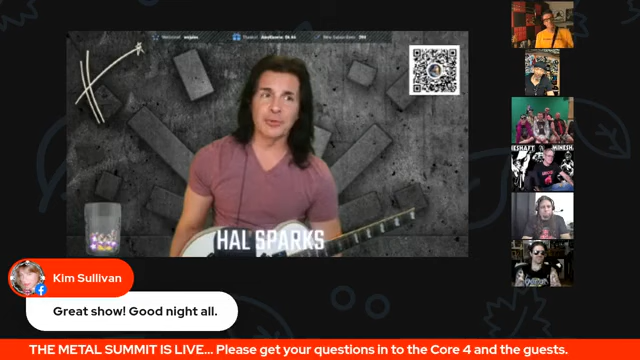 HAL SPARKS
MINESHAFT
Kim Sullivan
Great show! Good night all.
THE METAL SUMMIT IS LIVE... Please get your questions in to the Core 4 and the guests.